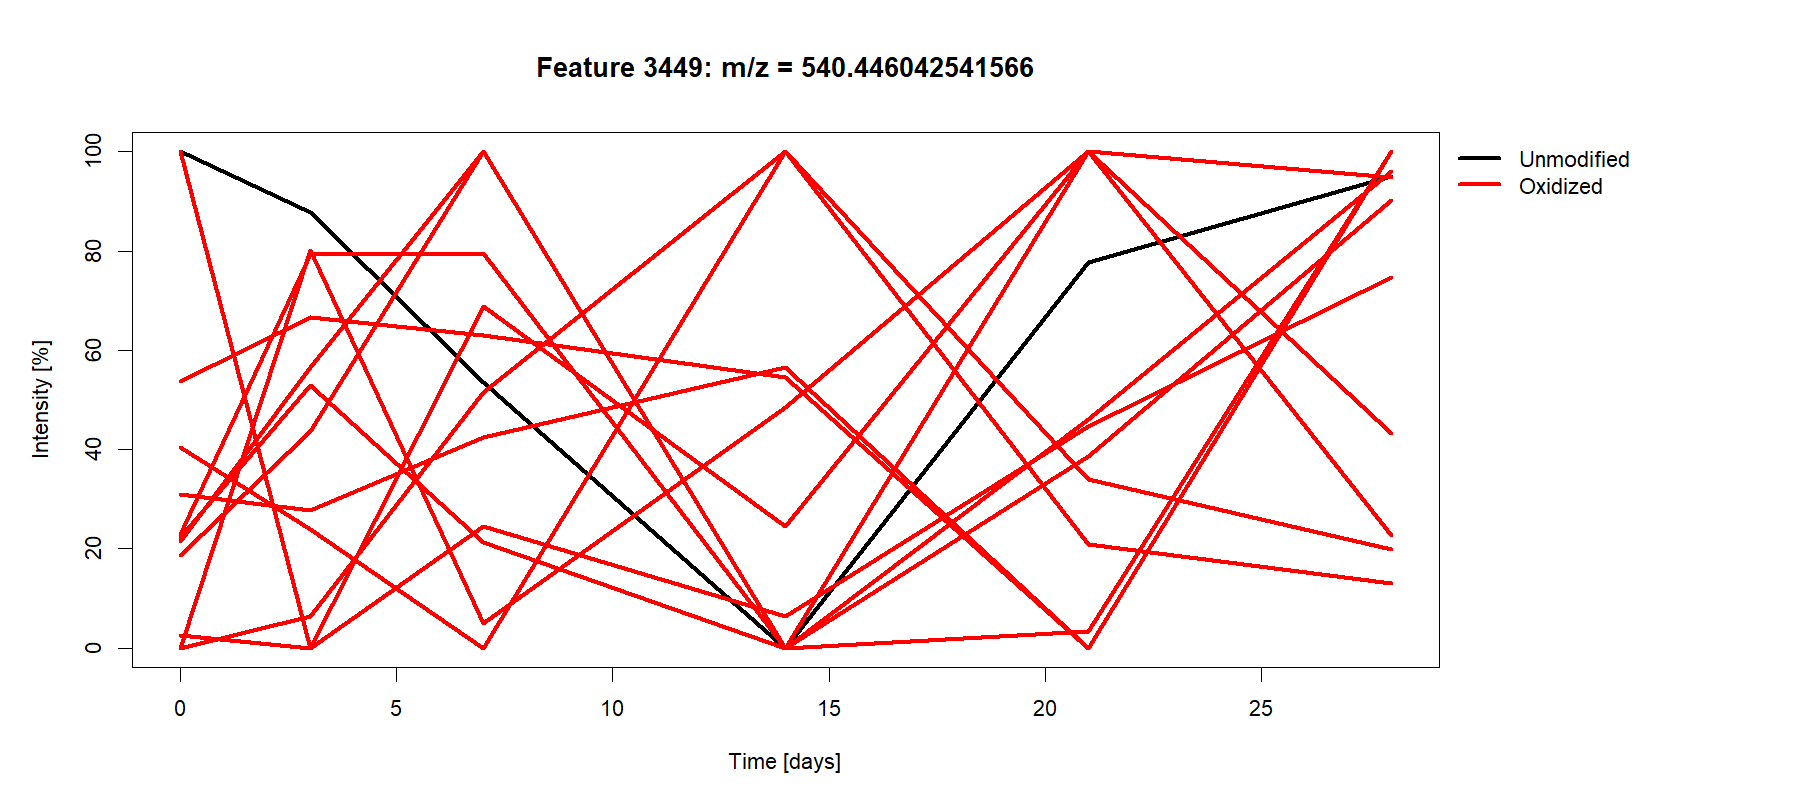 Feature 3449: m/z = 540.446042541566
Unmodified
Oxidized
Intensity [%]
100
80
60
40
20
0
0 5 10 15 20 25
Time [days]